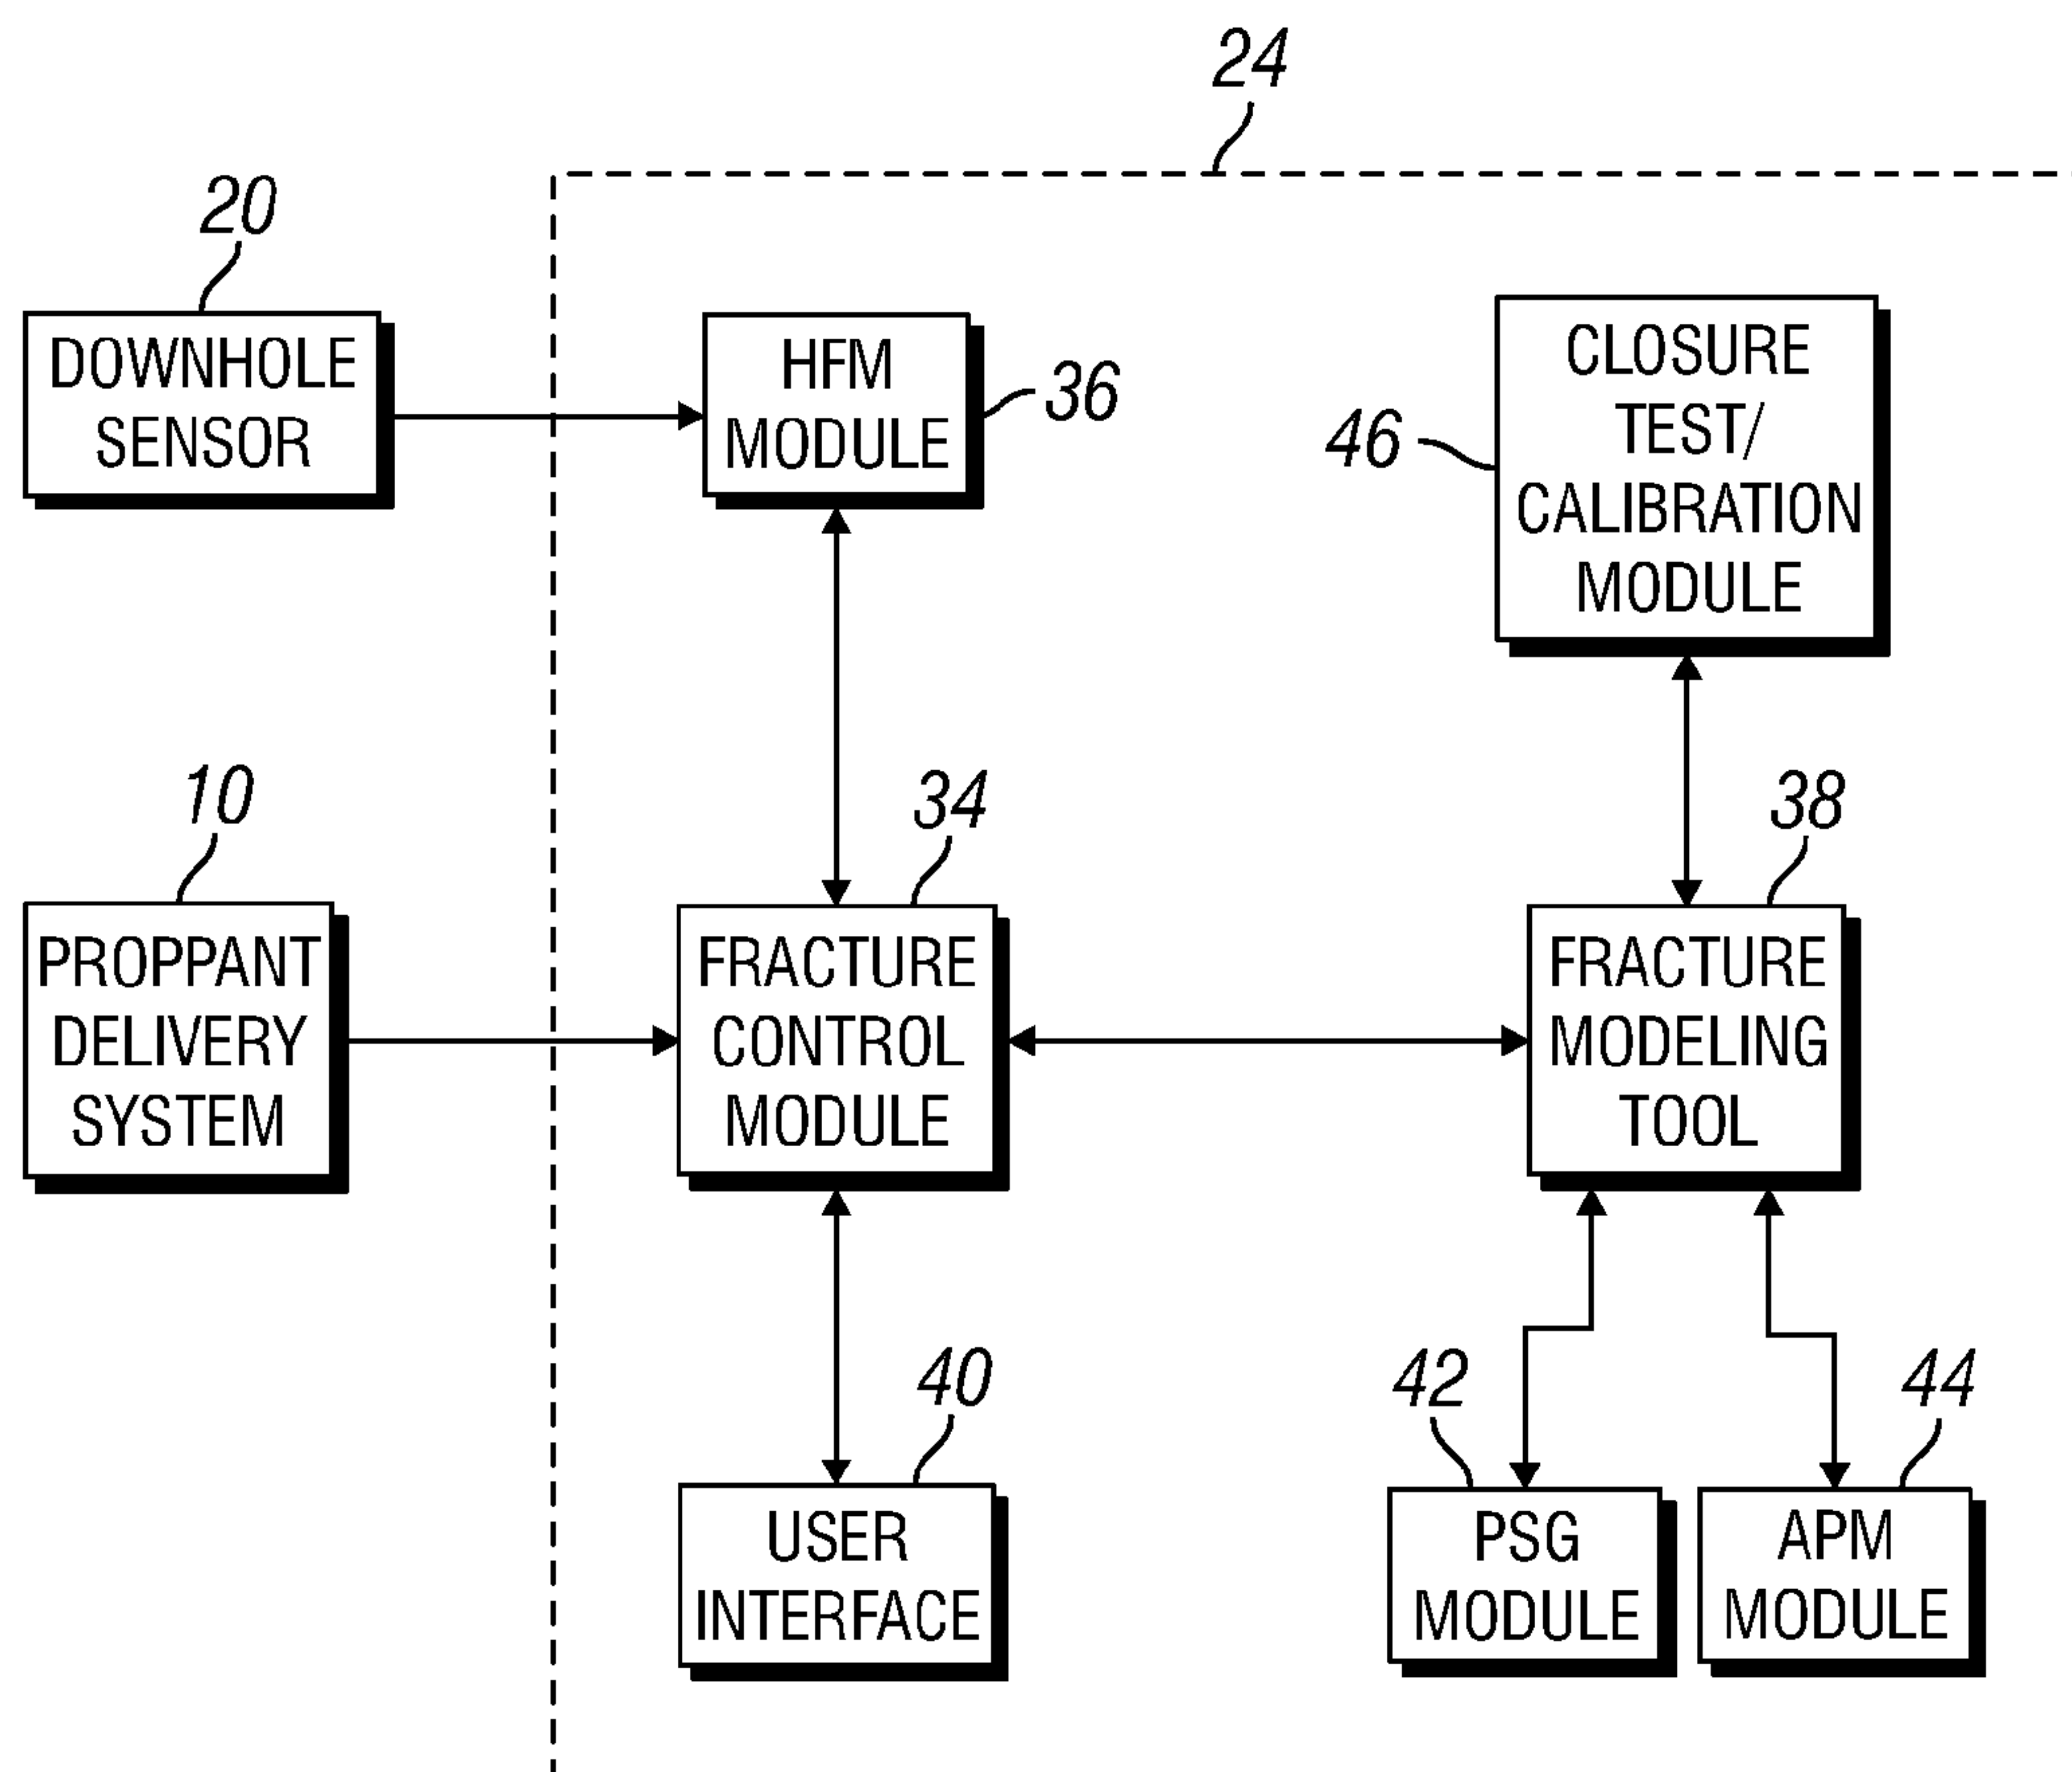 24
20
DOWNHOLE
SENSOR
HFM
MODULE
36
46
CLOSURE
TEST/
CALIBRATION
MODULE
10
PROPPANT
DELIVERY
SYSTEM
34
FRACTURE
CONTROL
MODULE
38
FRACTURE
MODELING
TOOL
40
USER
INTERFACE
42
PSG
MODULE
44
APM
MODULE